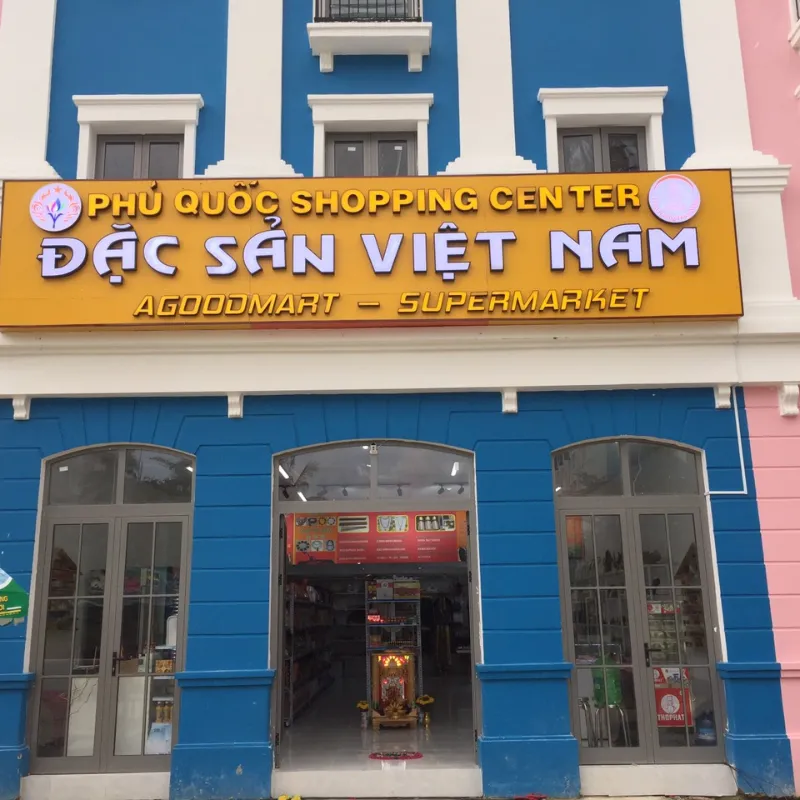 PHÚ QUỐC SHOPPING CENTER
ĐẶC SẢN VIỆT NAM
AGOODMART - SUPERMARKET